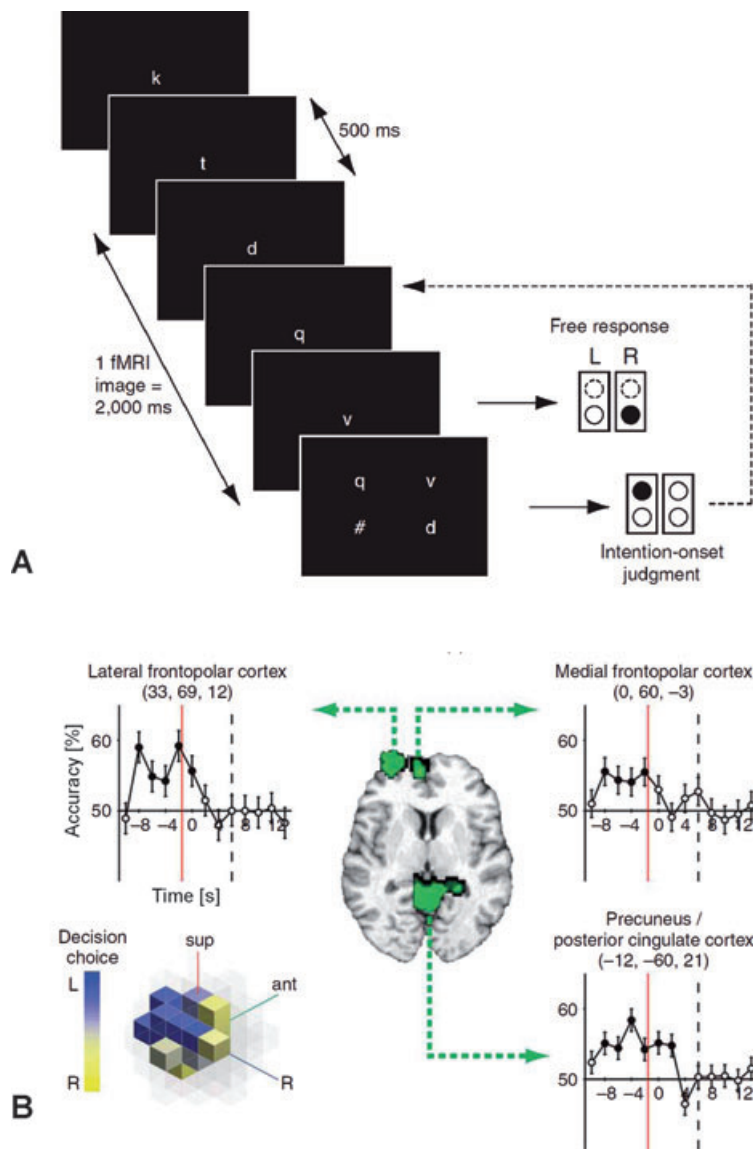 k
500 ms
t
d
q
1 fMRI
image =
2,000 ms
v
Free response
L R
q v
# d
Intention-onset
judgment
A
Lateral frontopolar cortex
(33, 69, 12)
Accuracy [%]
60
50
–8 –4 0 4 8 12
Time [s]
Medial frontopolar cortex
(0, 60, –3)
60
50
–8 –4 0 4 8 12
Decision
choice
L
R
sup
ant
R
Precuneus /
posterior cingulate cortex
(–12, –60, 21)
60
50
–8 –4 0 4 8 12
B